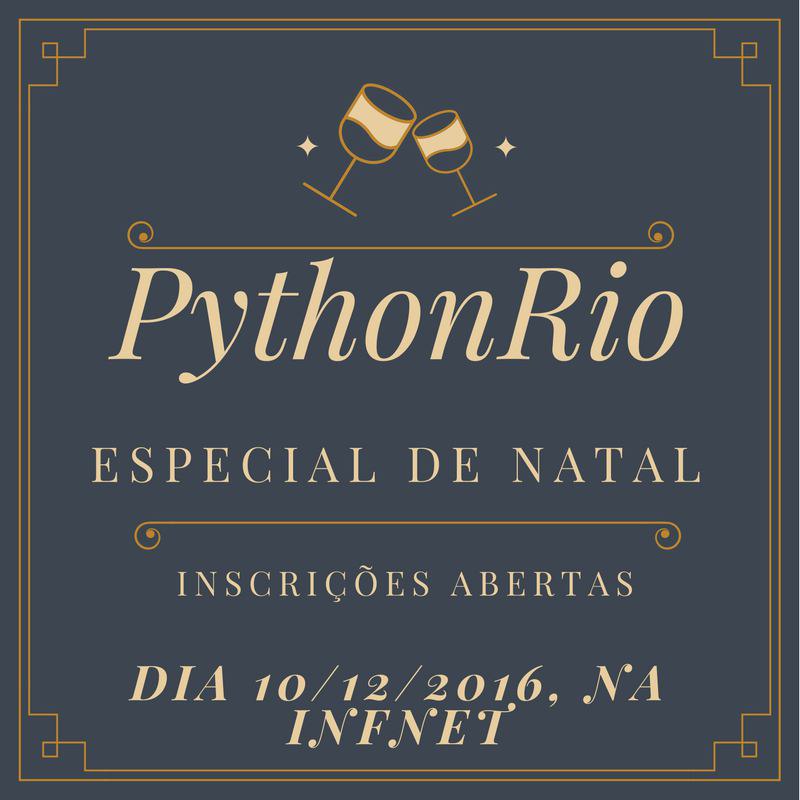 PythonRio
ESPECIAL DE NATAL
INSCRIÇÕES ABERTAS
DIA 10/12/2016, NA
INFNET